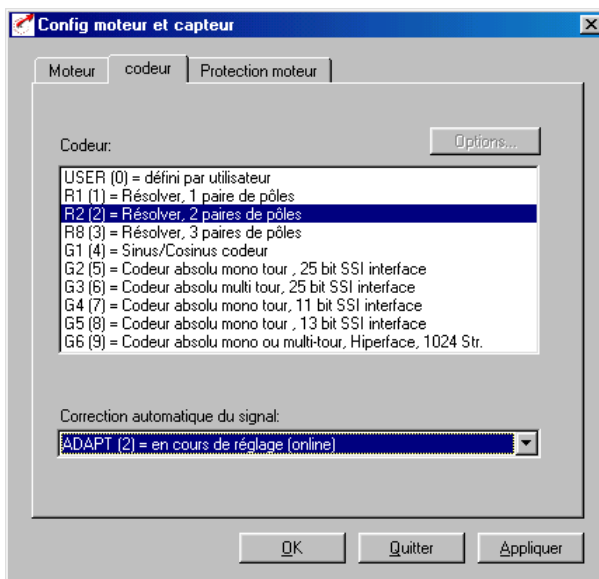 Config moteur et capteur
Moteur codeur Protection moteur
Codeur: Options...
USER (0) = défini par utilisateur
R1 (1) = Résolver, 1 paire de pôles
R2 (2) = Résolver, 2 paires de pôles
R8 (3) = Résolver, 3 paires de pôles
G1 (4) = Sinus/Cosinus codeur
G2 (5) = Codeur absolu mono tour , 25 bit SSI interface
G3 (6) = Codeur absolu multi tour, 25 bit SSI interface
G4 (7) = Codeur absolu mono tour, 11 bit SSI interface
G5 (8) = Codeur absolu mono tour , 13 bit SSI interface
G6 (9) = Codeur absolu mono ou multi-tour, Hiperface, 1024 Str.
Correction automatique du signal:
ADAPT (2) = en cours de réglage (online)
OK Quitter Appliquer